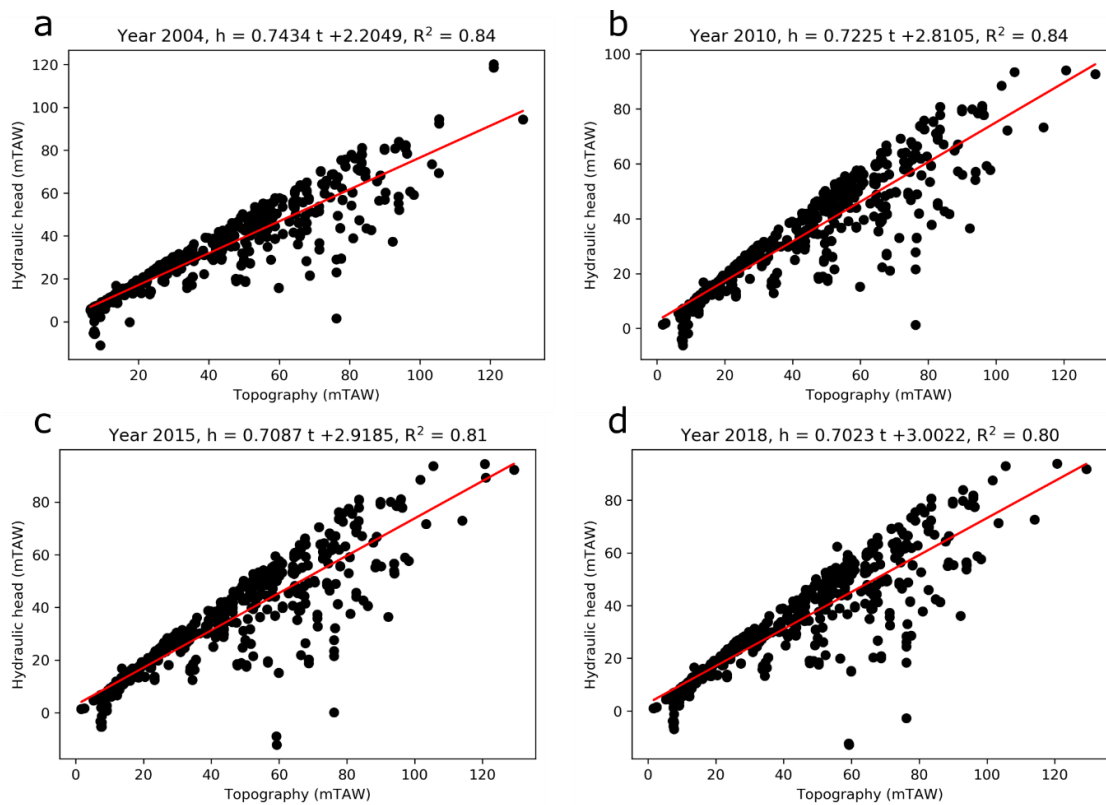 a
Year 2004, h = 0.7434 t +2.2049, R² = 0.84
120
100
80
60
40
20
0
Hydraulic head (mTAW)
20 40 60 80 100 120
Topography (mTAW)
b
Year 2010, h = 0.7225 t +2.8105, R² = 0.84
100
80
60
40
20
0
Hydraulic head (mTAW)
0 20 40 60 80 100 120
Topography (mTAW)
c
Year 2015, h = 0.7087 t +2.9185, R² = 0.81
80
60
40
20
0
Hydraulic head (mTAW)
0 20 40 60 80 100 120
Topography (mTAW)
d
Year 2018, h = 0.7023 t +3.0022, R² = 0.80
80
60
40
20
0
Hydraulic head (mTAW)
0 20 40 60 80 100 120
Topography (mTAW)